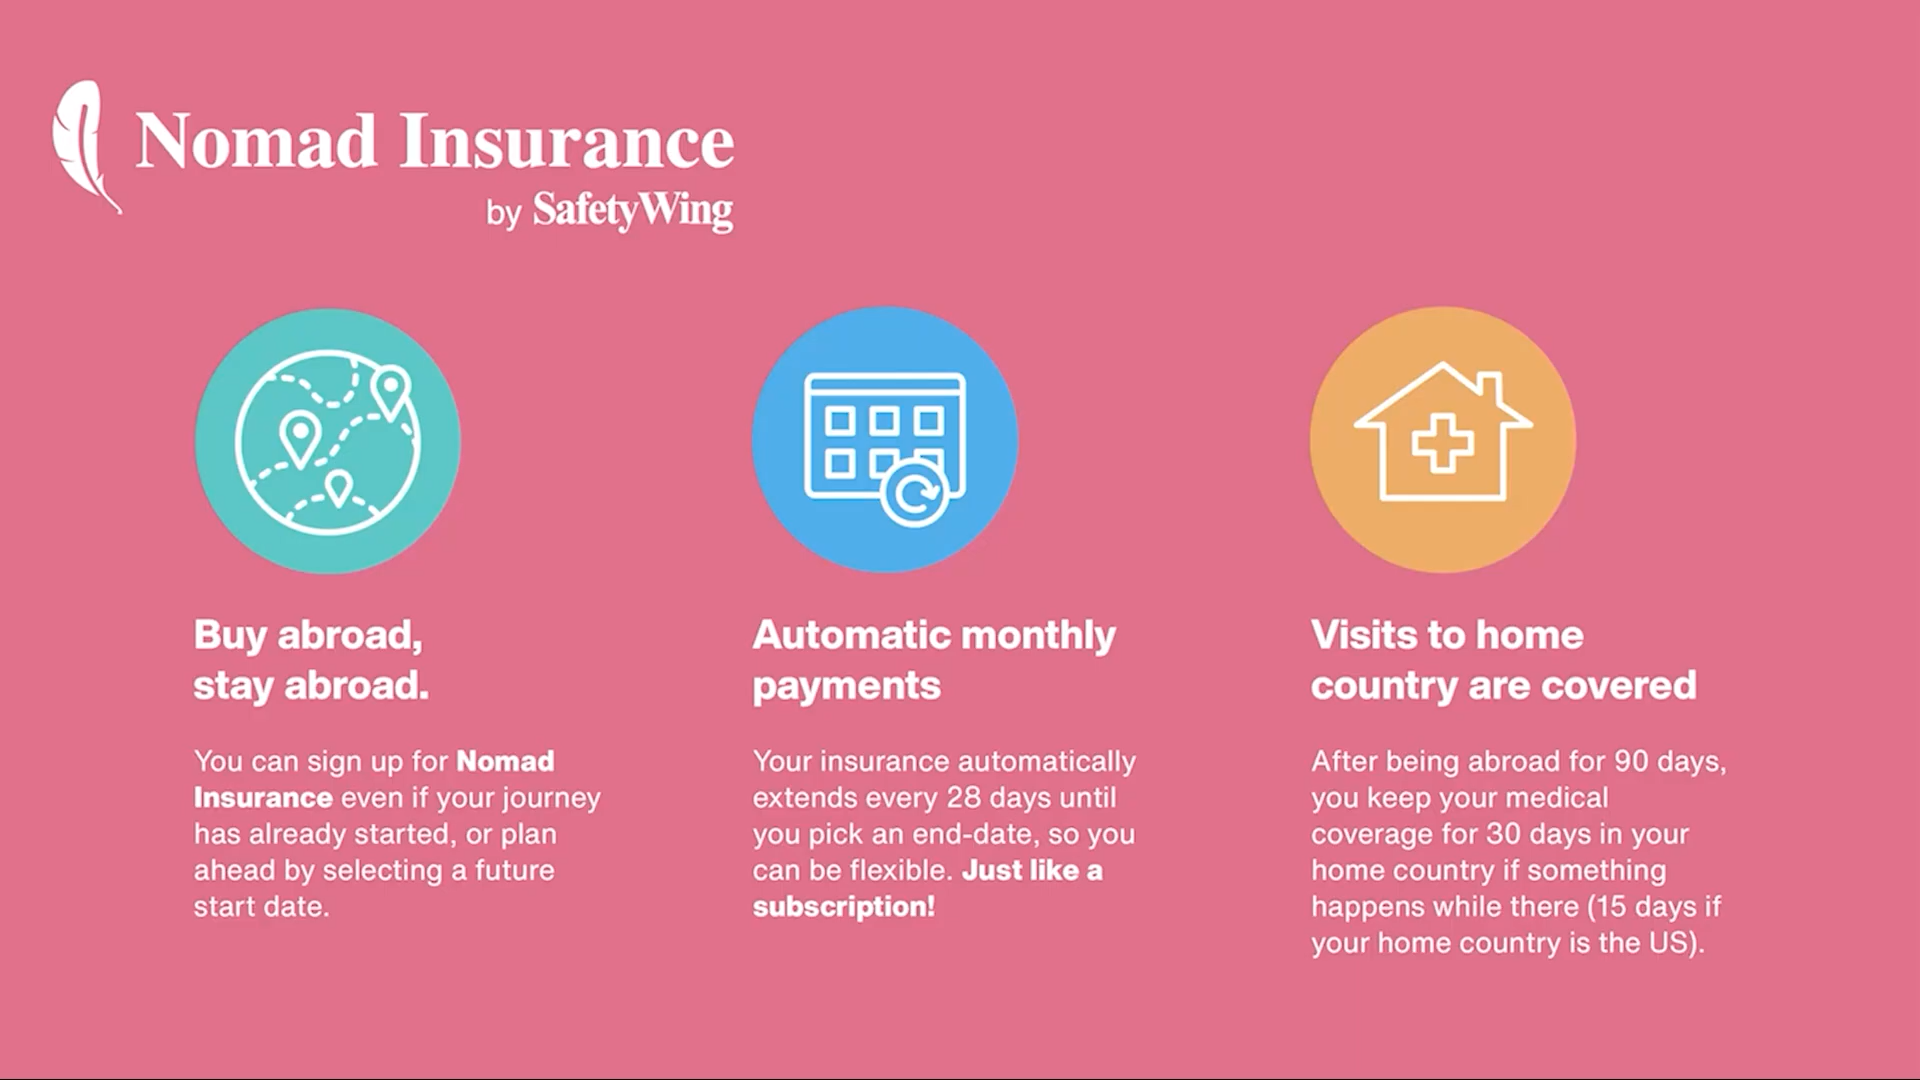 Nomad Insurance
by SafetyWing
Buy abroad,
stay abroad.
You can sign up for Nomad
Insurance even if your journey
has already started, or plan
ahead by selecting a future
start date.
Automatic monthly
payments
Your insurance automatically
extends every 28 days until
you pick an end-date, so you
can be flexible. Just like a
subscription!
Visits to home
country are covered
After being abroad for 90 days,
you keep your medical
coverage for 30 days in your
home country if something
happens while there (15 days if
your home country is the US).